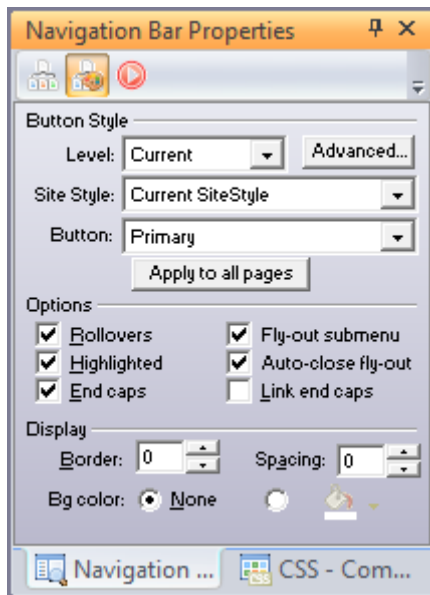 Navigation Bar Properties
Button Style
Level: Current Advanced...
Site Style: Current SiteStyle
Button: Primary
Apply to all pages
Options
Rollovers Fly-out submenu
Highlighted Auto-close fly-out
End caps Link end caps
Display
Border: 0 Spacing: 0
Bg color: None
Navigation ... CSS - Com...